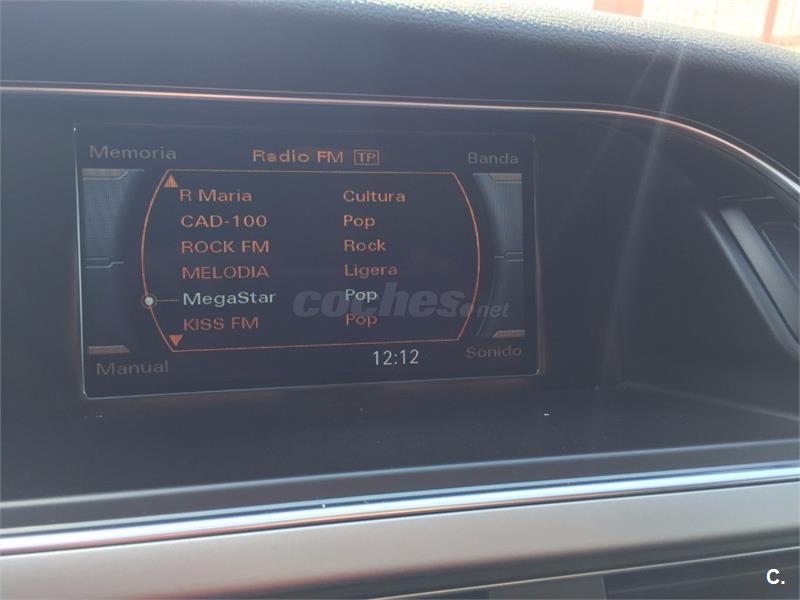 Memoria Radio FM TP Banda
R Maria Cultura
CAD-100 Pop
ROCK FM Rock
MELODIA Ligera
MegaStar Pop
KISS FM Pop
coches.net
Manual 12:12 Sonido
C.